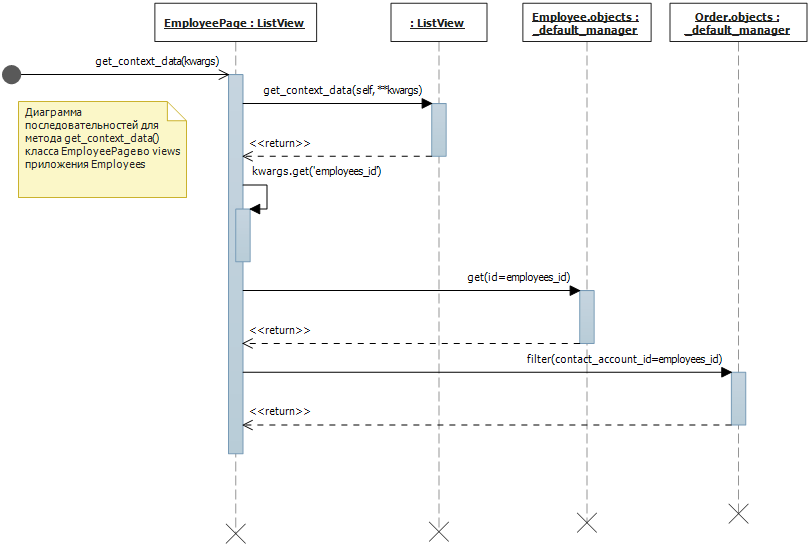 EmployeePage : ListView
: ListView
Employee.objects :
_default_manager
Order.objects :
_default_manager
get_context_data(kwargs)
get_context_data(self, **kwargs)
Диаграмма
последовательностей для
метода get_context_data()
класса EmployeePageво views
приложения Employees
<<return>>
kwargs.get('employees_id')
get(id=employees_id)
<<return>>
filter(contact_account_id=employees_id)
<<return>>